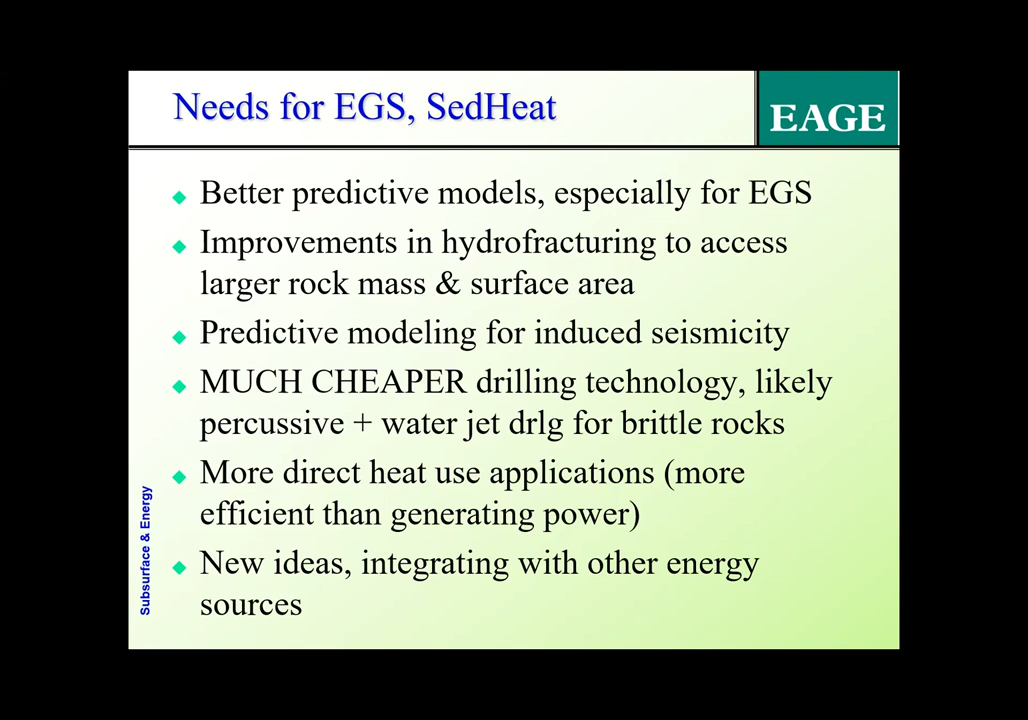 Needs for EGS, SedHeat
EAGE
Better predictive models, especially for EGS
Improvements in hydrofracturing to access
larger rock mass & surface area
Predictive modeling for induced seismicity
MUCH CHEAPER drilling technology, likely
percussive + water jet drlg for brittle rocks
More direct heat use applications (more
efficient than generating power)
New ideas, integrating with other energy
sources
Subsurface & Energy